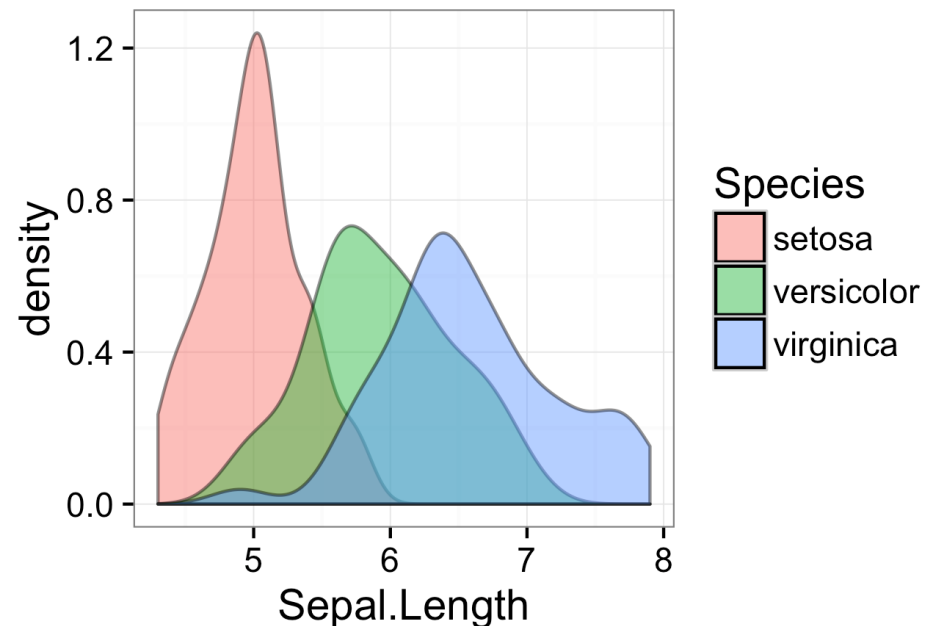 1.2
0.8
0.4
0.0
density
5 6 7 8
Sepal.Length
Species
setosa
versicolor
virginica